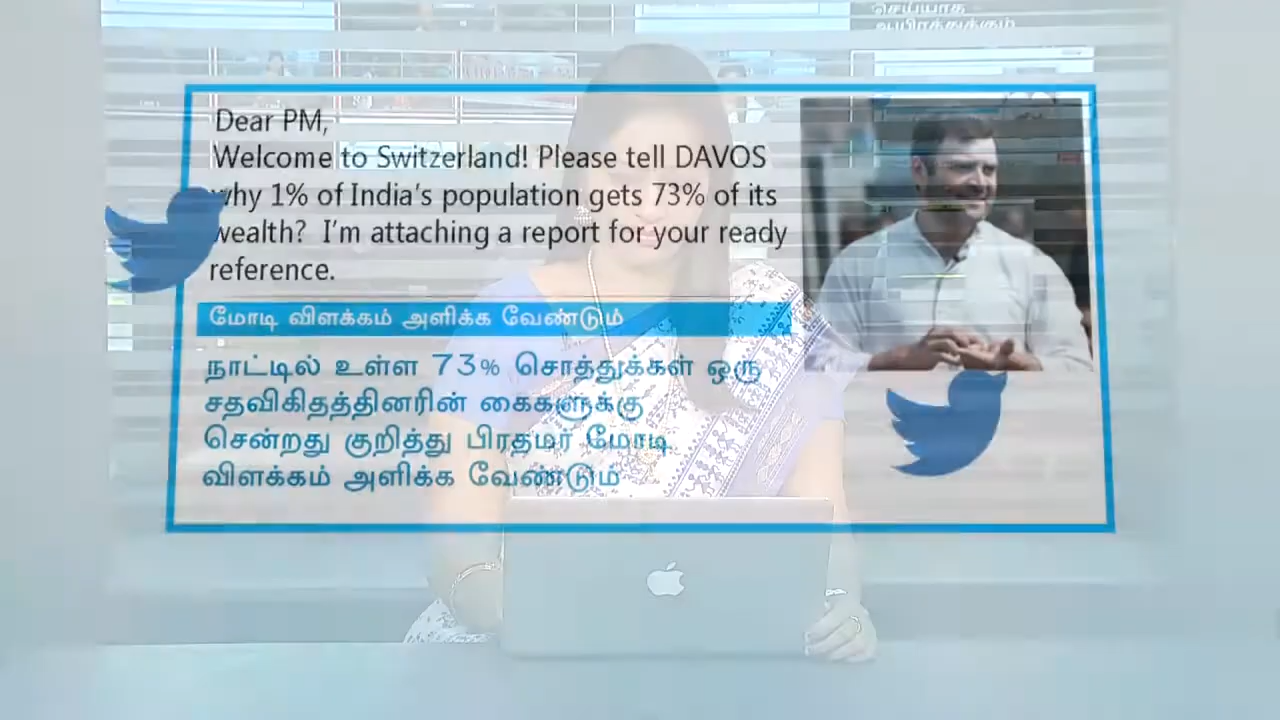 செய்யாத
ஆயிரத்துக்கும்
Dear PM,
Welcome to Switzerland! Please tell DAVOS
why 1% of India's population gets 73% of its
wealth? I'm attaching a report for your ready
reference.
மோடி விளக்கம் அளிக்க வேண்டும்
நாட்டில் உள்ள 73% சொத்துக்கள் ஒரு
சதவிகிதத்தினரின் கைகளுக்கு
சென்றது குறித்து பிரதமர் மோடி
விளக்கம் அளிக்க வேண்டும்